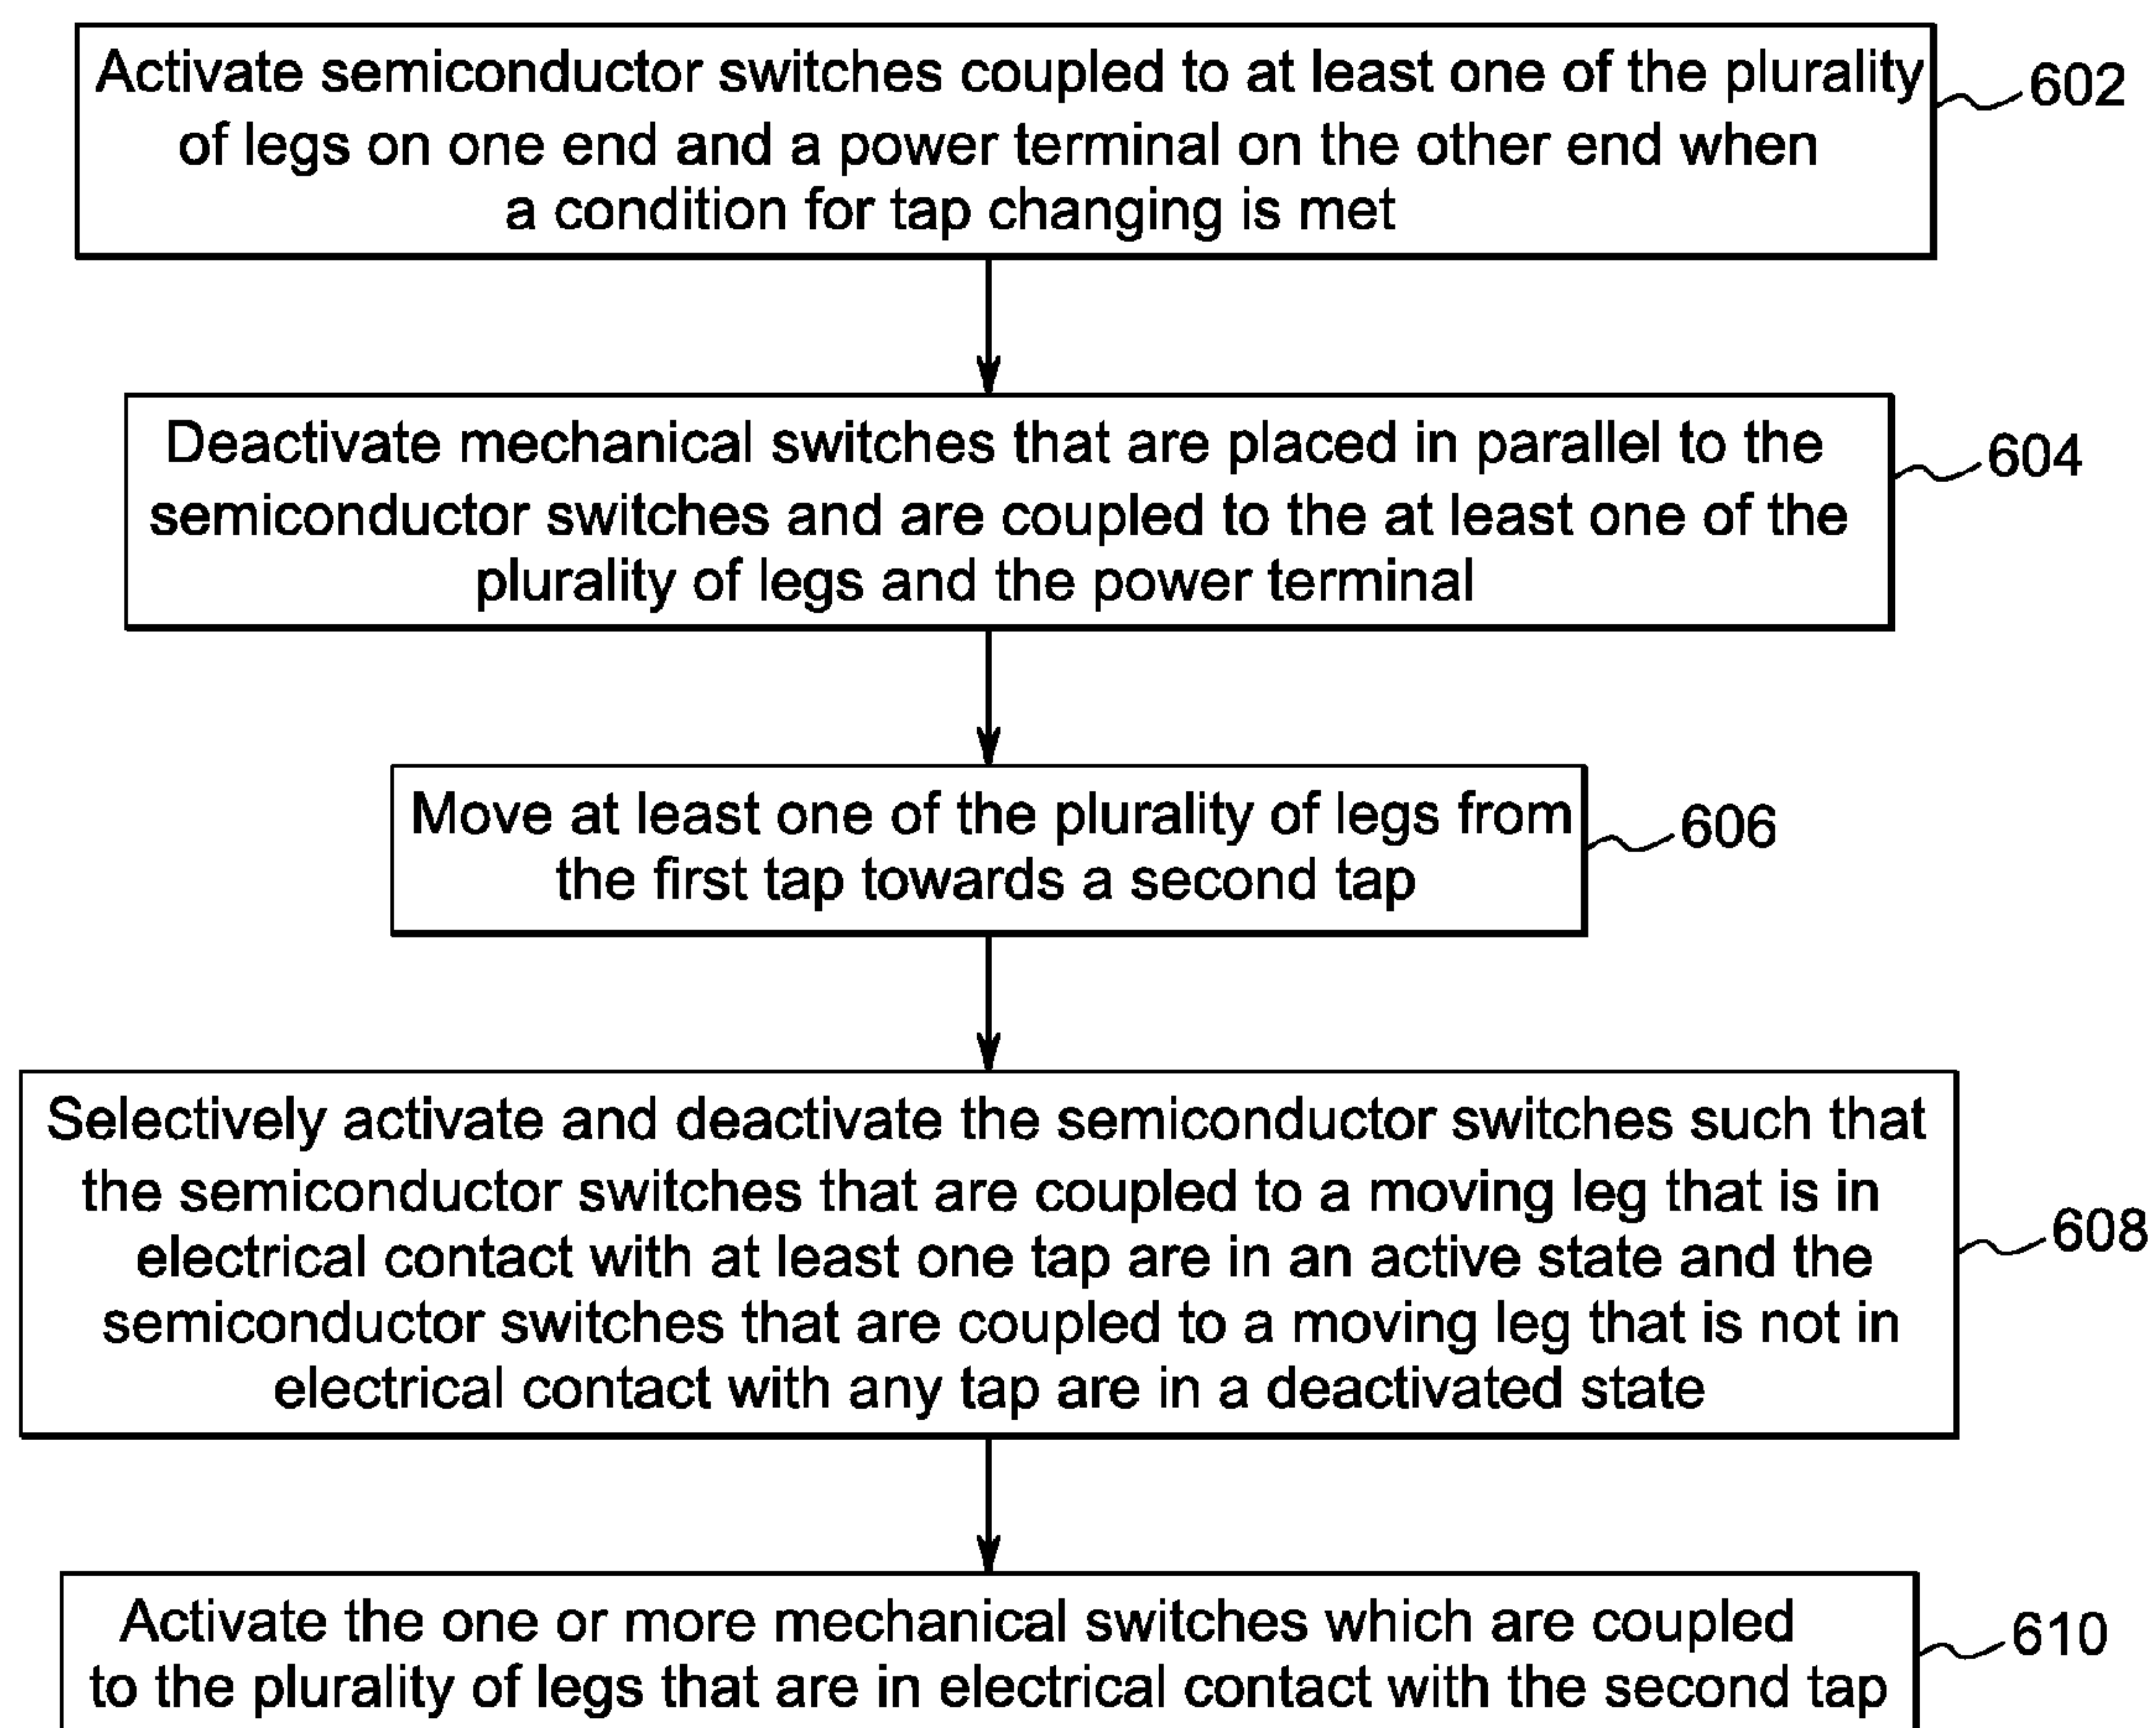 Activate semiconductor switches coupled to at least one of the plurality
of legs on one end and a power terminal on the other end when
a condition for tap changing is met
602
Deactivate mechanical switches that are placed in parallel to the
semiconductor switches and are coupled to the at least one of the
plurality of legs and the power terminal
604
Move at least one of the plurality of legs from
the first tap towards a second tap
606
Selectively activate and deactivate the semiconductor switches such that
the semiconductor switches that are coupled to a moving leg that is in
electrical contact with at least one tap are in an active state and the
semiconductor switches that are coupled to a moving leg that is not in
electrical contact with any tap are in a deactivated state
608
Activate the one or more mechanical switches which are coupled
to the plurality of legs that are in electrical contact with the second tap
610